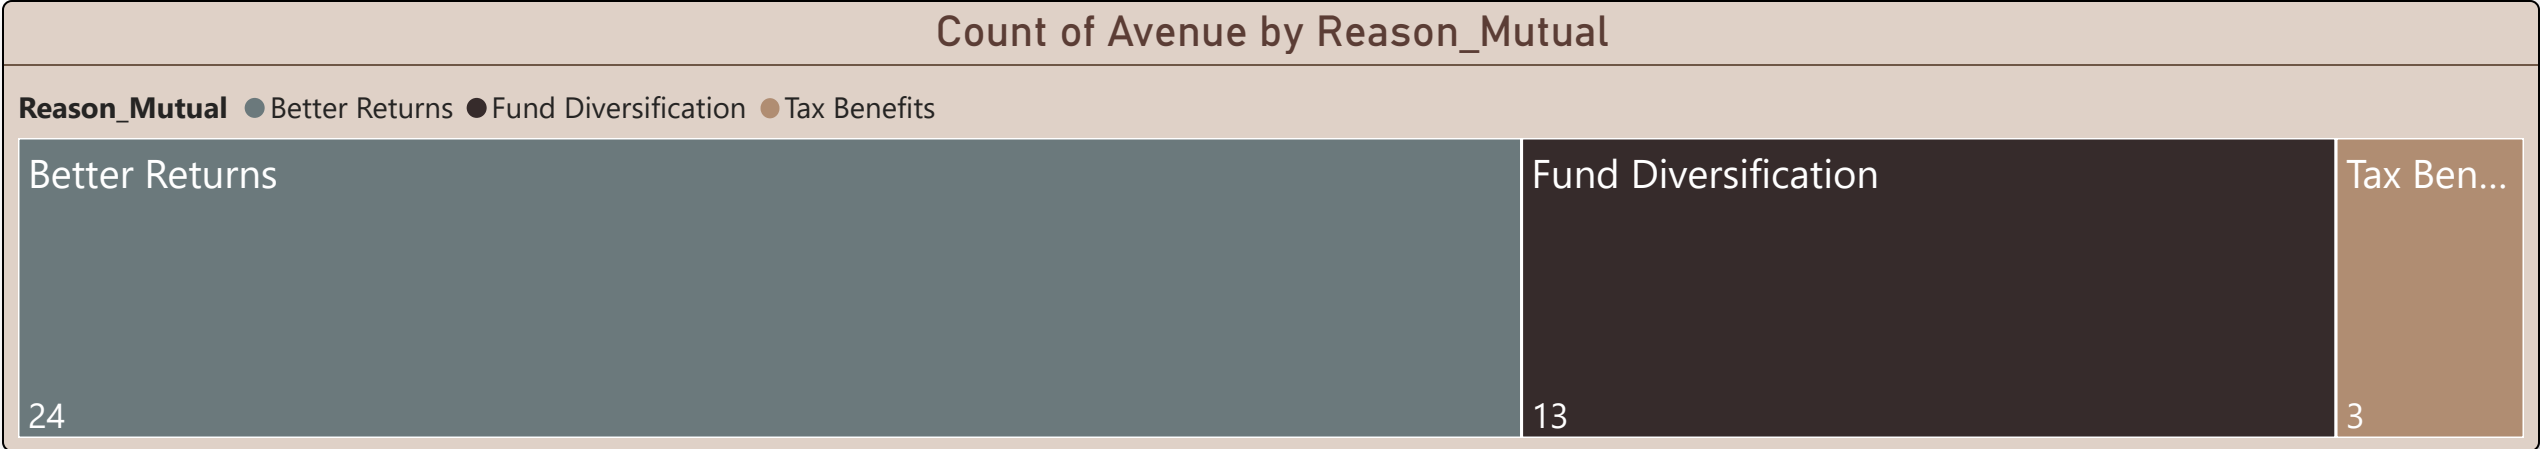 Count of Avenue by Reason_Mutual
Reason_Mutual Better Returns Fund Diversification Tax Benefits
Better Returns Fund Diversification Tax Ben...
24 13 3